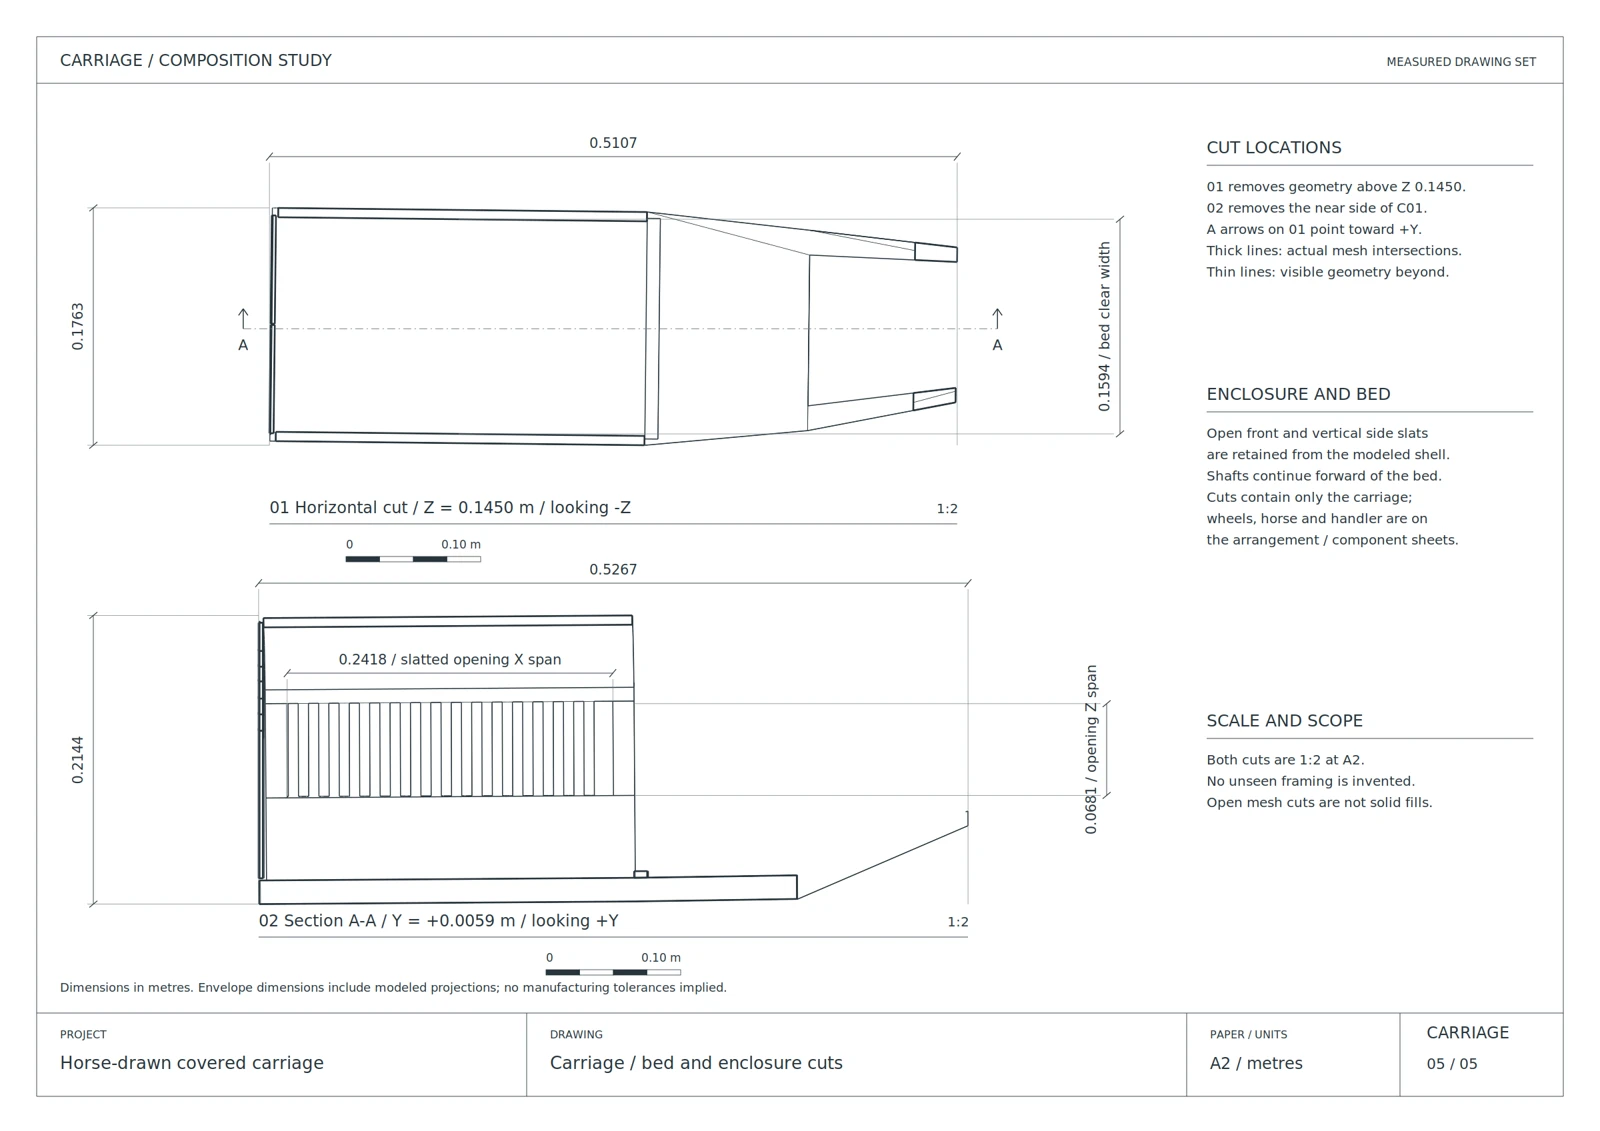 CARRIAGE / COMPOSITION STUDY
MEASURED DRAWING SET
0.5107
0.1763
A
A
0.1594 / bed clear width
01 Horizontal cut / Z = 0.1450 m / looking -Z
1:2
0
0.10 m
0.5267
0.2418 / slatted opening X span
0.2144
0.0681 / opening Z span
02 Section A-A / Y = +0.0059 m / looking +Y
1:2
0
0.10 m
CUT LOCATIONS
01 removes geometry above Z 0.1450.
02 removes the near side of C01.
A arrows on 01 point toward +Y.
Thick lines: actual mesh intersections.
Thin lines: visible geometry beyond.
ENCLOSURE AND BED
Open front and vertical side slats
are retained from the modeled shell.
Shafts continue forward of the bed.
Cuts contain only the carriage;
wheels, horse and handler are on
the arrangement / component sheets.
SCALE AND SCOPE
Both cuts are 1:2 at A2.
No unseen framing is invented.
Open mesh cuts are not solid fills.
Dimensions in metres. Envelope dimensions include modeled projections; no manufacturing tolerances implied.
PROJECT
Horse-drawn covered carriage
DRAWING
Carriage / bed and enclosure cuts
PAPER / UNITS
A2 / metres
CARRIAGE
05 / 05